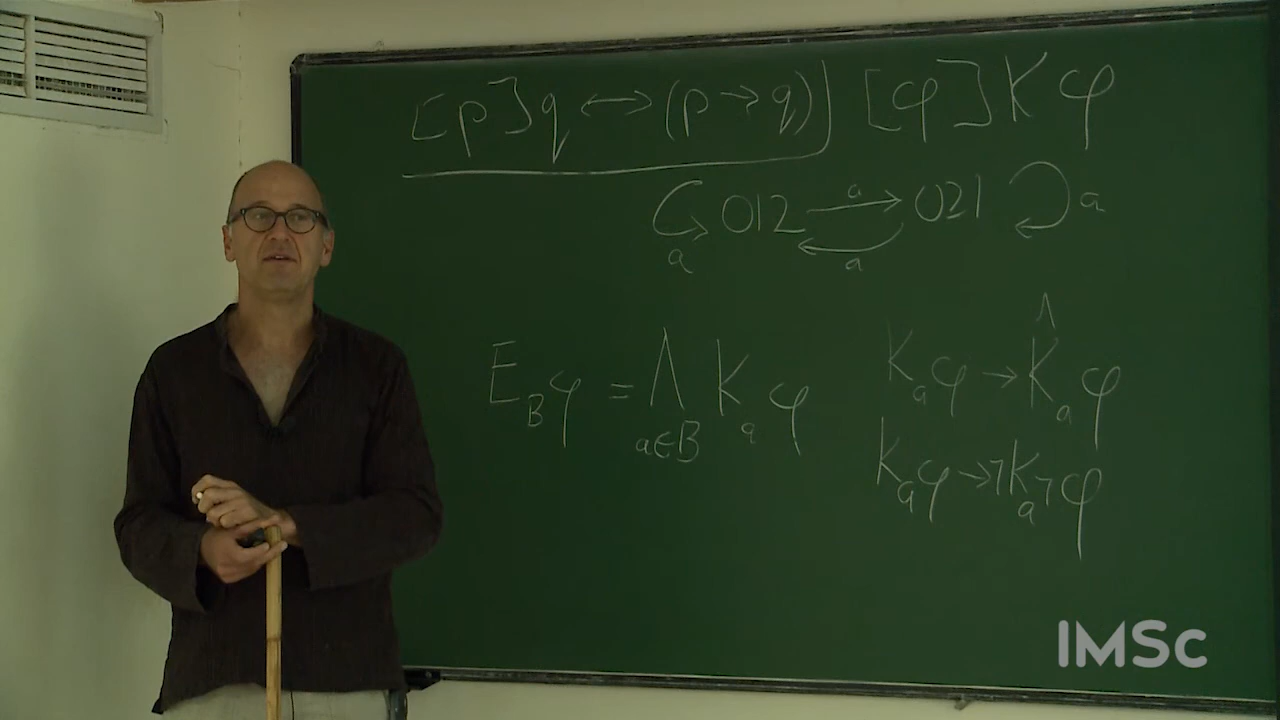 [p]q ↔ (p → q) [φ]Kφ
a 012 a → 021 a
a
E_B φ = ∧_{a∈B} K_a φ
K_a φ → K̂_a φ
K_a φ → ¬K_a ¬φ
IMSc